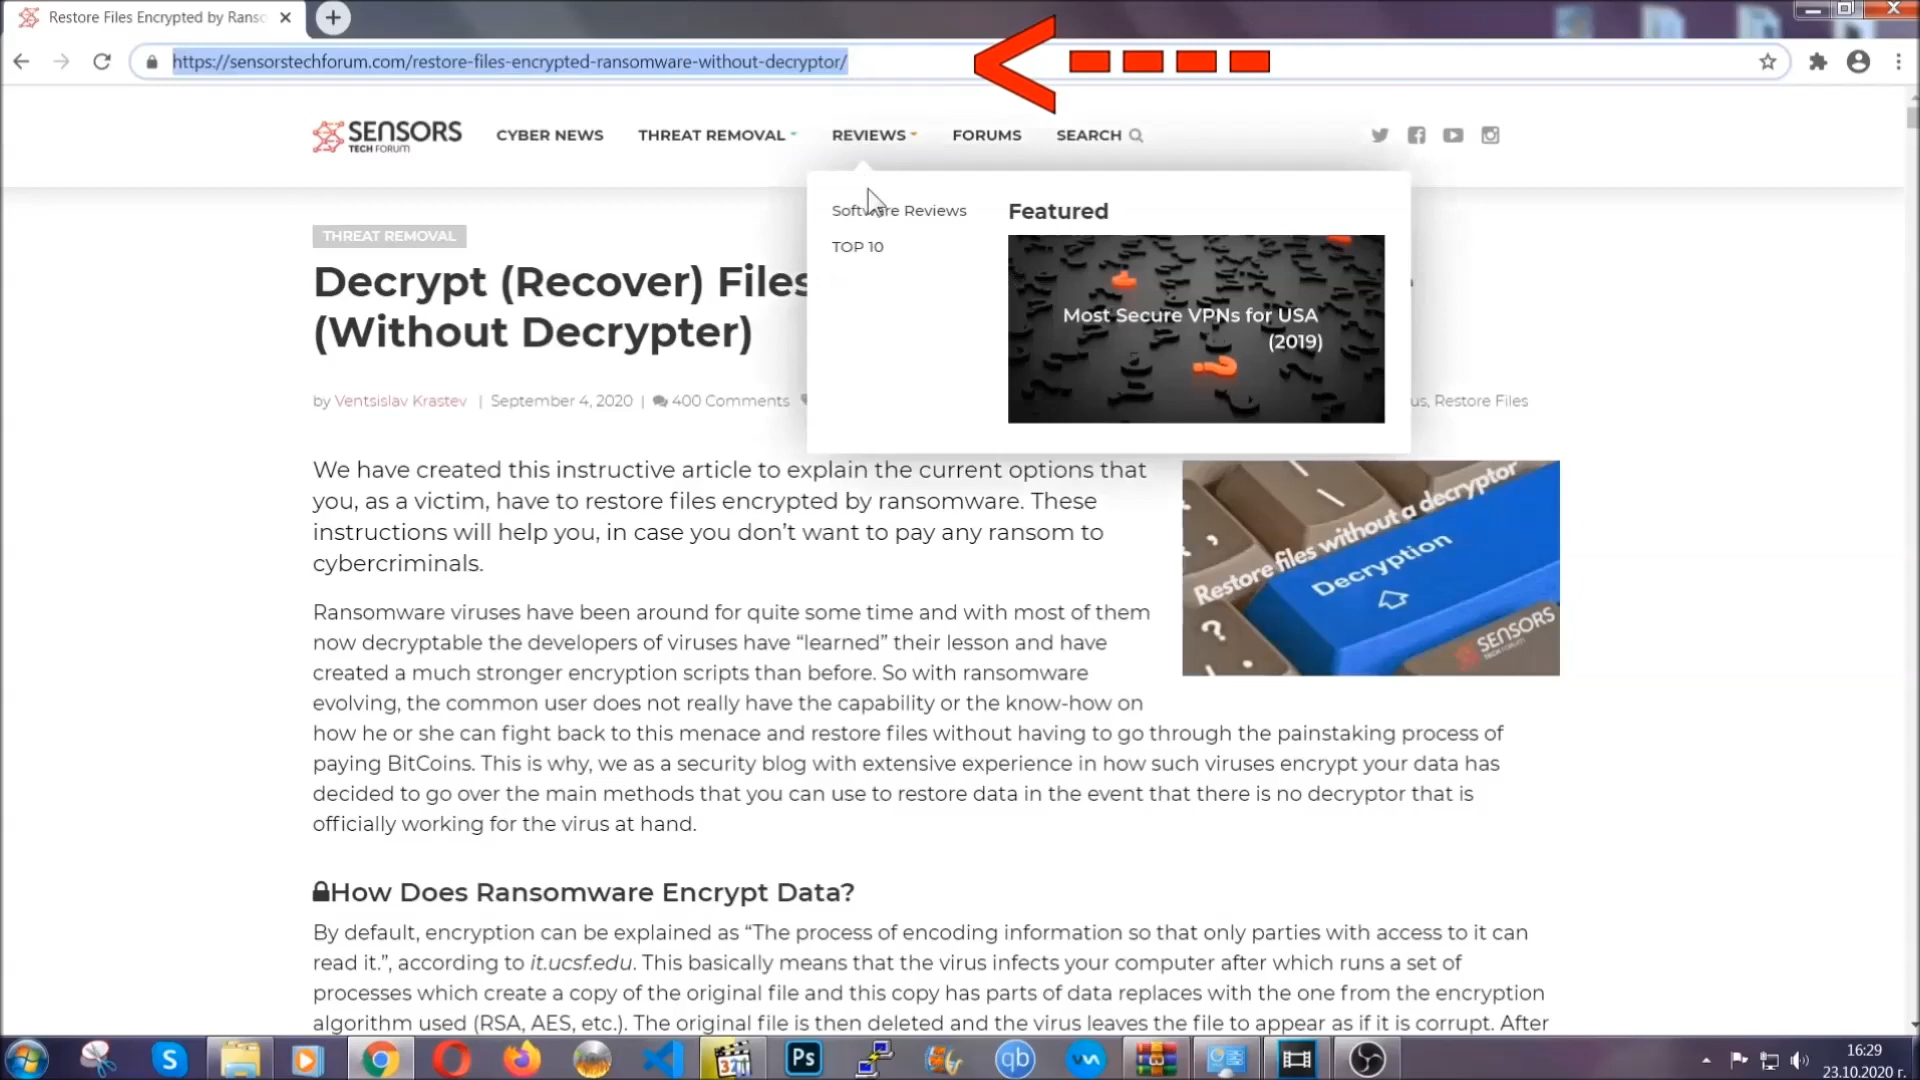 Restore Files Encrypted by Ranso
https://sensorstechforum.com/restore-files-encrypted-ransomware-without-decryptor/
SENSORS
TECH FORUM
CYBER NEWS
THREAT REMOVAL
REVIEWS
FORUMS
SEARCH
Software Reviews
TOP 10
Featured
Most Secure VPNs for USA
(2019)
THREAT REMOVAL
Decrypt (Recover) Files
(Without Decrypter)
by Ventsislav Krastev | September 4, 2020 | 400 Comments
us, Restore Files
We have created this instructive article to explain the current options that
you, as a victim, have to restore files encrypted by ransomware. These
instructions will help you, in case you don’t want to pay any ransom to
cybercriminals.
Restore files without a decryptor
Decryption
SENSORS
TECH FORUM
Ransomware viruses have been around for quite some time and with most of them
now decryptable the developers of viruses have “learned” their lesson and have
created a much stronger encryption scripts than before. So with ransomware
evolving, the common user does not really have the capability or the know-how on
how he or she can fight back to this menace and restore files without having to go through the painstaking process of
paying BitCoins. This is why, we as a security blog with extensive experience in how such viruses encrypt your data has
decided to go over the main methods that you can use to restore data in the event that there is no decryptor that is
officially working for the virus at hand.
How Does Ransomware Encrypt Data?
By default, encryption can be explained as “The process of encoding information so that only parties with access to it can
read it.”, according to it.ucsf.edu. This basically means that the virus infects your computer after which runs a set of
processes which create a copy of the original file and this copy has parts of data replaces with the one from the encryption
algorithm used (RSA, AES, etc.). The original file is then deleted and the virus leaves the file to appear as if it is corrupt. After
S
321
Ps
qb
16:29
23.10.2020 г.